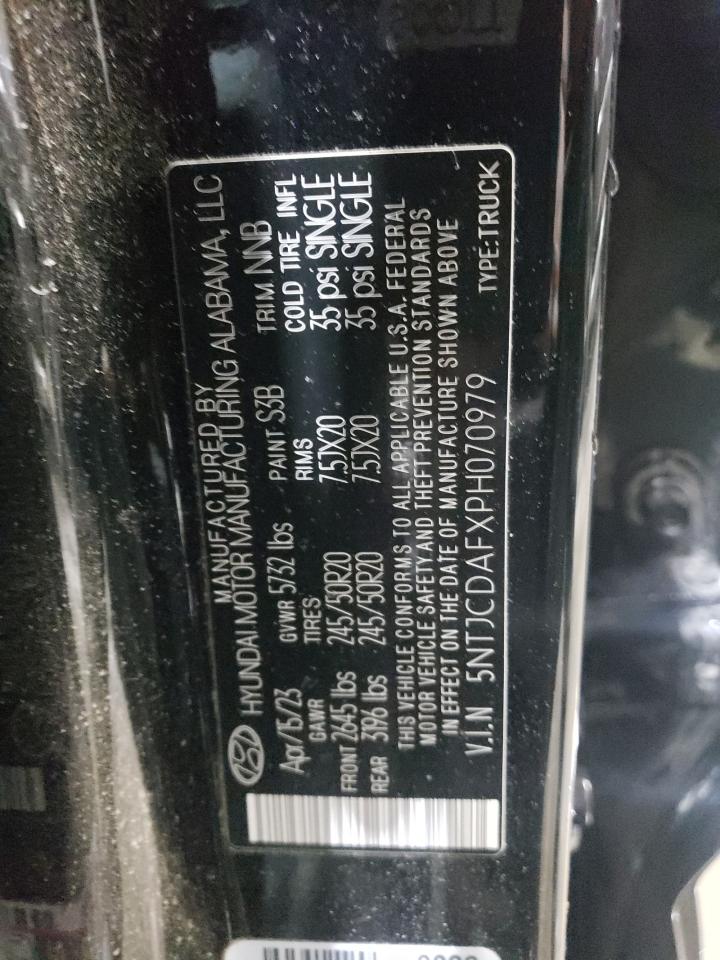 MANUFACTURED BY
HYUNDAI MOTOR MANUFACTURING ALABAMA, LLC
Apr/15/23 GVWR 5732 lbs PAINT S3B TRIM NNB
GAWR TIRES RIMS COLD TIRE INFL
FRONT 2645 lbs 245/50R20 7.5JX20 35 psi SINGLE
REAR 3196 lbs 245/50R20 7.5JX20 35 psi SINGLE
THIS VEHICLE CONFORMS TO ALL APPLICABLE U.S.A. FEDERAL
MOTOR VEHICLE SAFETY AND THEFT PREVENTION STANDARDS
IN EFFECT ON THE DATE OF MANUFACTURE SHOWN ABOVE
V.I.N 5NTJCDAFXPH070979 TYPE:TRUCK